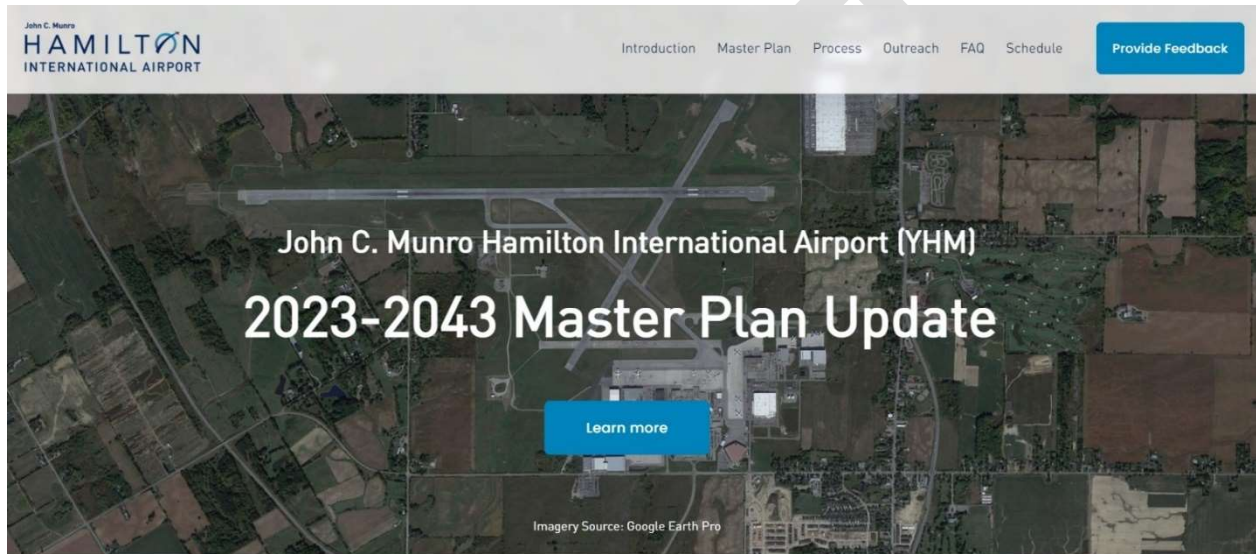 John C. Munro
HAMILTON
INTERNATIONAL AIRPORT
Introduction Master Plan Process Outreach FAQ Schedule
Provide Feedback
John C. Munro Hamilton International Airport (YHM)
2023-2043 Master Plan Update
Learn more
Imagery Source: Google Earth Pro